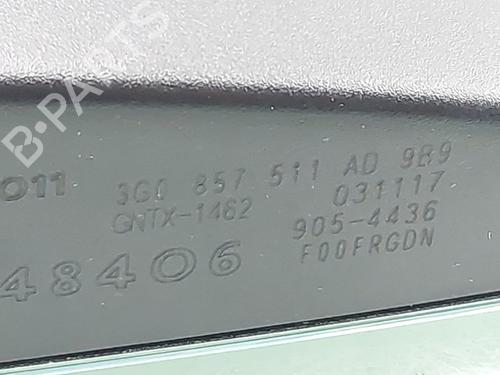 B-PARTS
011 3G0 857 511 AD 9B9
GNTX-1462 031117
905-4436
48406 F00FRGDN